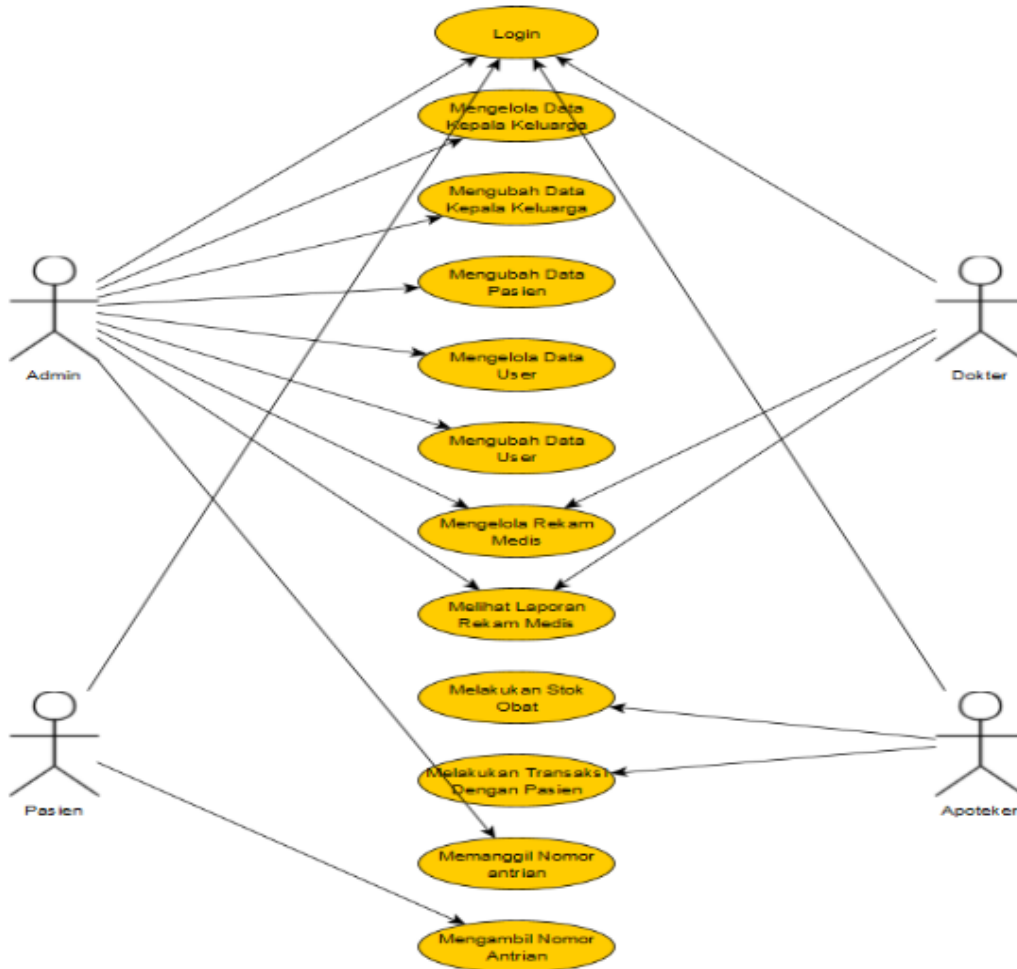 Login
Mengelola Data
Kepala Keluarga
Mengubah Data
Kepala Keluarga
Mengubah Data
Pasien
Admin
Dokter
Mengelola Data
User
Mengubah Data
User
Mengelola Rekam
Medis
Melihat Laporan
Rekam Medis
Melakukan Stok
Obat
Pasien
Apoteker
Melakukan Transaksi
Dengan Pasien
Memanggil Nomor
antrian
Mengambil Nomor
Antrian